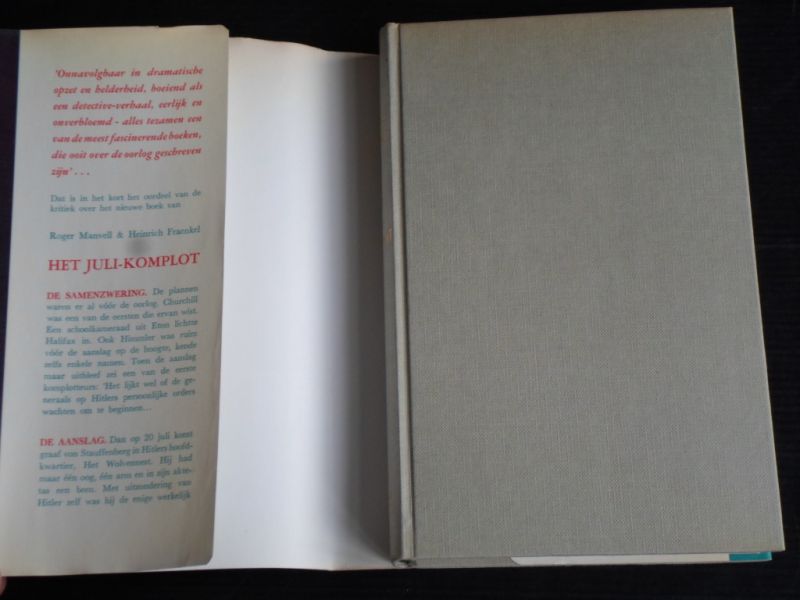 'Onnavolgbaar in dramatische
opzet en helderheid, boeiend als
een detective-verhaal, eerlijk en
onverbloemd - alles tezamen een
van de meest fascinerende boeken,
die ooit over de oorlog geschreven
zijn' . . .
Dat is in het kort het oordeel van de
kritiek over het nieuwe boek van
Roger Manvell & Heinrich Fraenkel
HET JULI-KOMPLOT
DE SAMENZWERING. De plannen
waren er al vóór de oorlog. Churchill
was een van de eersten die ervan wist.
Een schoolkameraad uit Eton lichtte
Halifax in. Ook Himmler was ruim
vóór de aanslag op de hoogte, kende
zelfs enkele namen. Toen de aanslag
maar uitbleef zei een van de eerste
komplotteurs: 'Het lijkt wel of de ge-
neraals op Hitlers persoonlijke orders
wachten om te beginnen...
DE AANSLAG. Dan op 20 juli komt
graaf von Stauffenberg in Hitlers hoofd-
kwartier, Het Wolvennest. Hij had
maar één oog, één arm en in zijn akte-
tas een bom. Met uitzondering van
Hitler zelf was hij de enige werkelijk